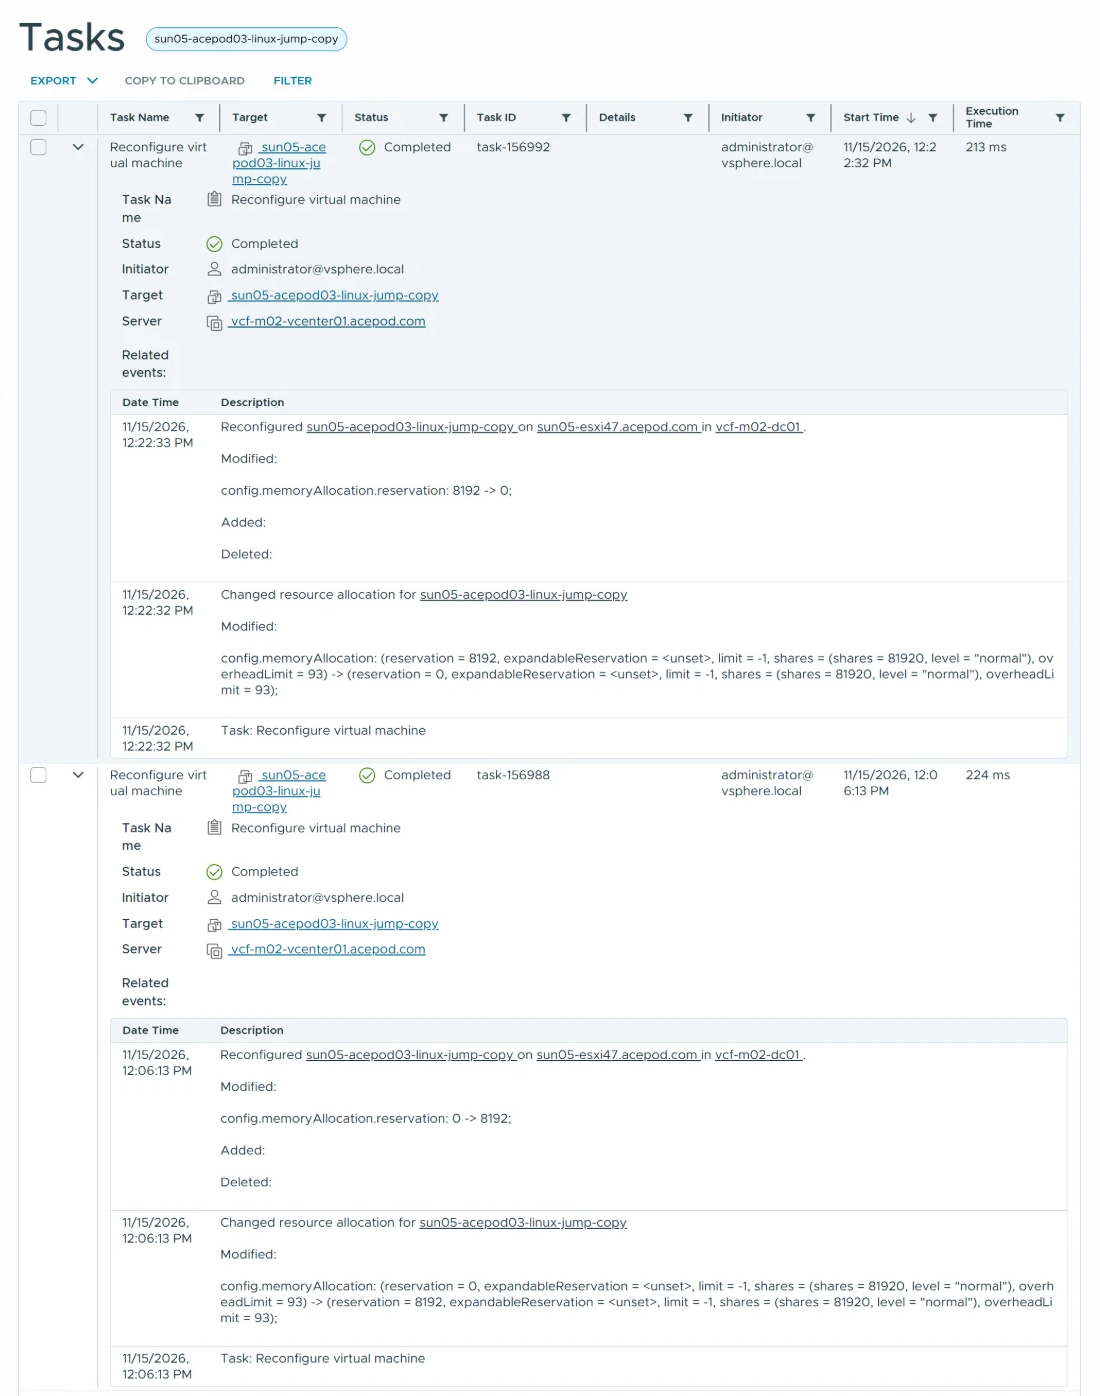 Tasks
sun05-acepod03-linux-jump-copy
EXPORT
COPY TO CLIPBOARD
FILTER
Task Name
Target
Status
Task ID
Details
Initiator
Start Time
Execution
Time
Reconfigure virt
ual machine
sun05-ace
pod03-linux-ju
mp-copy
Completed
task-156992
administrator@
vsphere.local
11/15/2026, 12:2
2:32 PM
213 ms
Task Na
me
Reconfigure virtual machine
Status
Completed
Initiator
administrator@vsphere.local
Target
sun05-acepod03-linux-jump-copy
Server
vcf-m02-vcenter01.acepod.com
Related
events:
Date Time
Description
11/15/2026,
12:22:33 PM
Reconfigured sun05-acepod03-linux-jump-copy on sun05-esxi47.acepod.com in vcf-m02-dc01 .
Modified:
config.memoryAllocation.reservation: 8192 -> 0;
Added:
Deleted:
11/15/2026,
12:22:32 PM
Changed resource allocation for sun05-acepod03-linux-jump-copy
Modified:
config.memoryAllocation: (reservation = 8192, expandableReservation = <unset>, limit = -1, shares = (shares = 81920, level = "normal"), ov
erheadLimit = 93) -> (reservation = 0, expandableReservation = <unset>, limit = -1, shares = (shares = 81920, level = "normal"), overheadLi
mit = 93);
11/15/2026,
12:22:32 PM
Task: Reconfigure virtual machine
Reconfigure virt
ual machine
sun05-ace
pod03-linux-ju
mp-copy
Completed
task-156988
administrator@
vsphere.local
11/15/2026, 12:0
6:13 PM
224 ms
Task Na
me
Reconfigure virtual machine
Status
Completed
Initiator
administrator@vsphere.local
Target
sun05-acepod03-linux-jump-copy
Server
vcf-m02-vcenter01.acepod.com
Related
events:
Date Time
Description
11/15/2026,
12:06:13 PM
Reconfigured sun05-acepod03-linux-jump-copy on sun05-esxi47.acepod.com in vcf-m02-dc01 .
Modified:
config.memoryAllocation.reservation: 0 -> 8192;
Added:
Deleted:
11/15/2026,
12:06:13 PM
Changed resource allocation for sun05-acepod03-linux-jump-copy
Modified:
config.memoryAllocation: (reservation = 0, expandableReservation = <unset>, limit = -1, shares = (shares = 81920, level = "normal"), overh
eadLimit = 93) -> (reservation = 8192, expandableReservation = <unset>, limit = -1, shares = (shares = 81920, level = "normal"), overheadLi
mit = 93);
11/15/2026,
12:06:13 PM
Task: Reconfigure virtual machine